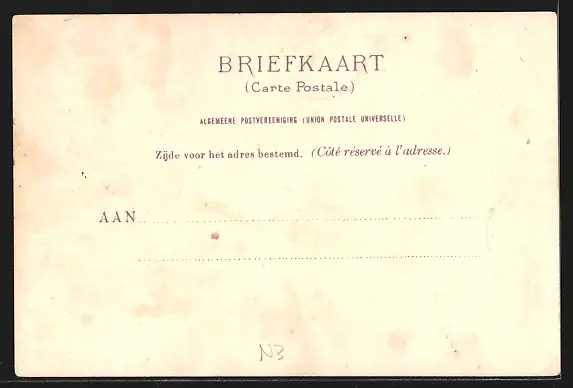 BRIEFKAART
(Carte Postale.)
ALGEMEENE POSTVEREENIGING (UNION POSTALE UNIVERSELLE)
Zijde voor het adres bestemd. (Côté réservé à l'adresse.)
AAN
N3